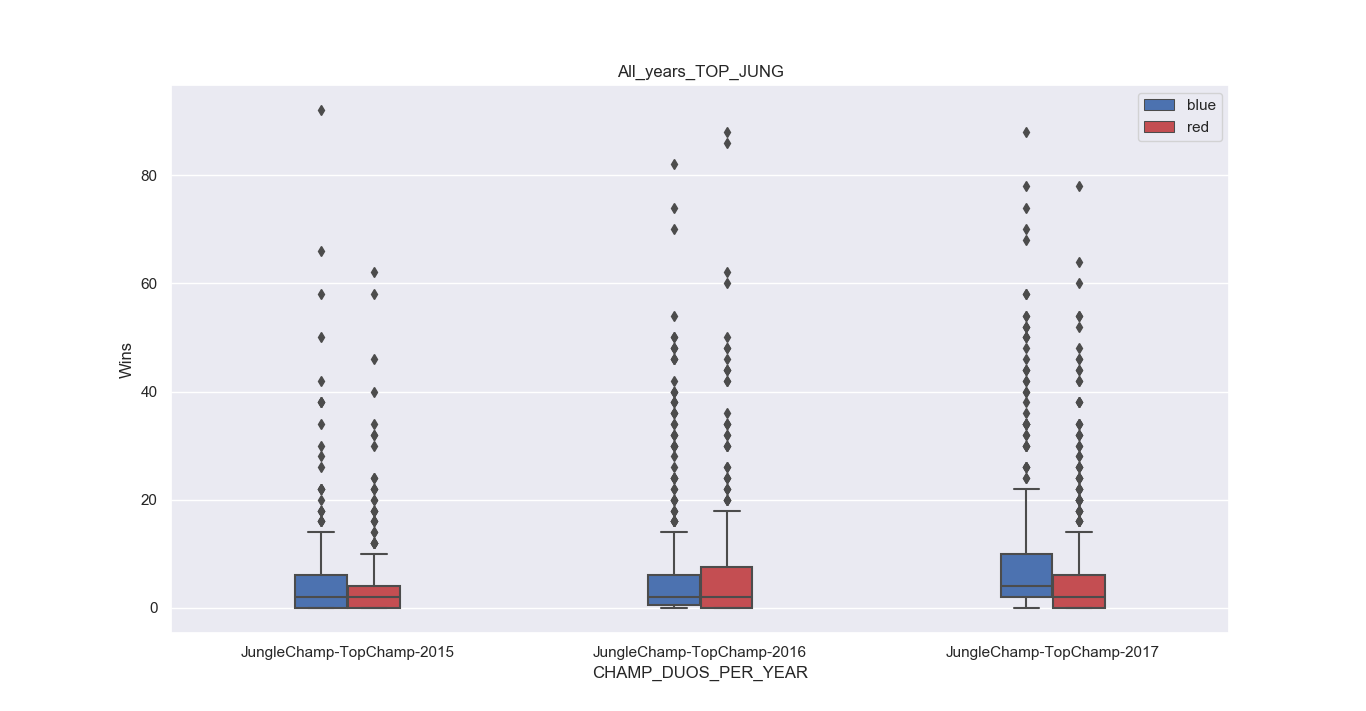 All_years_TOP_JUNG
blue
red
80
60
40
20
0
Wins
JungleChamp-TopChamp-2015
JungleChamp-TopChamp-2016
JungleChamp-TopChamp-2017
CHAMP_DUOS_PER_YEAR